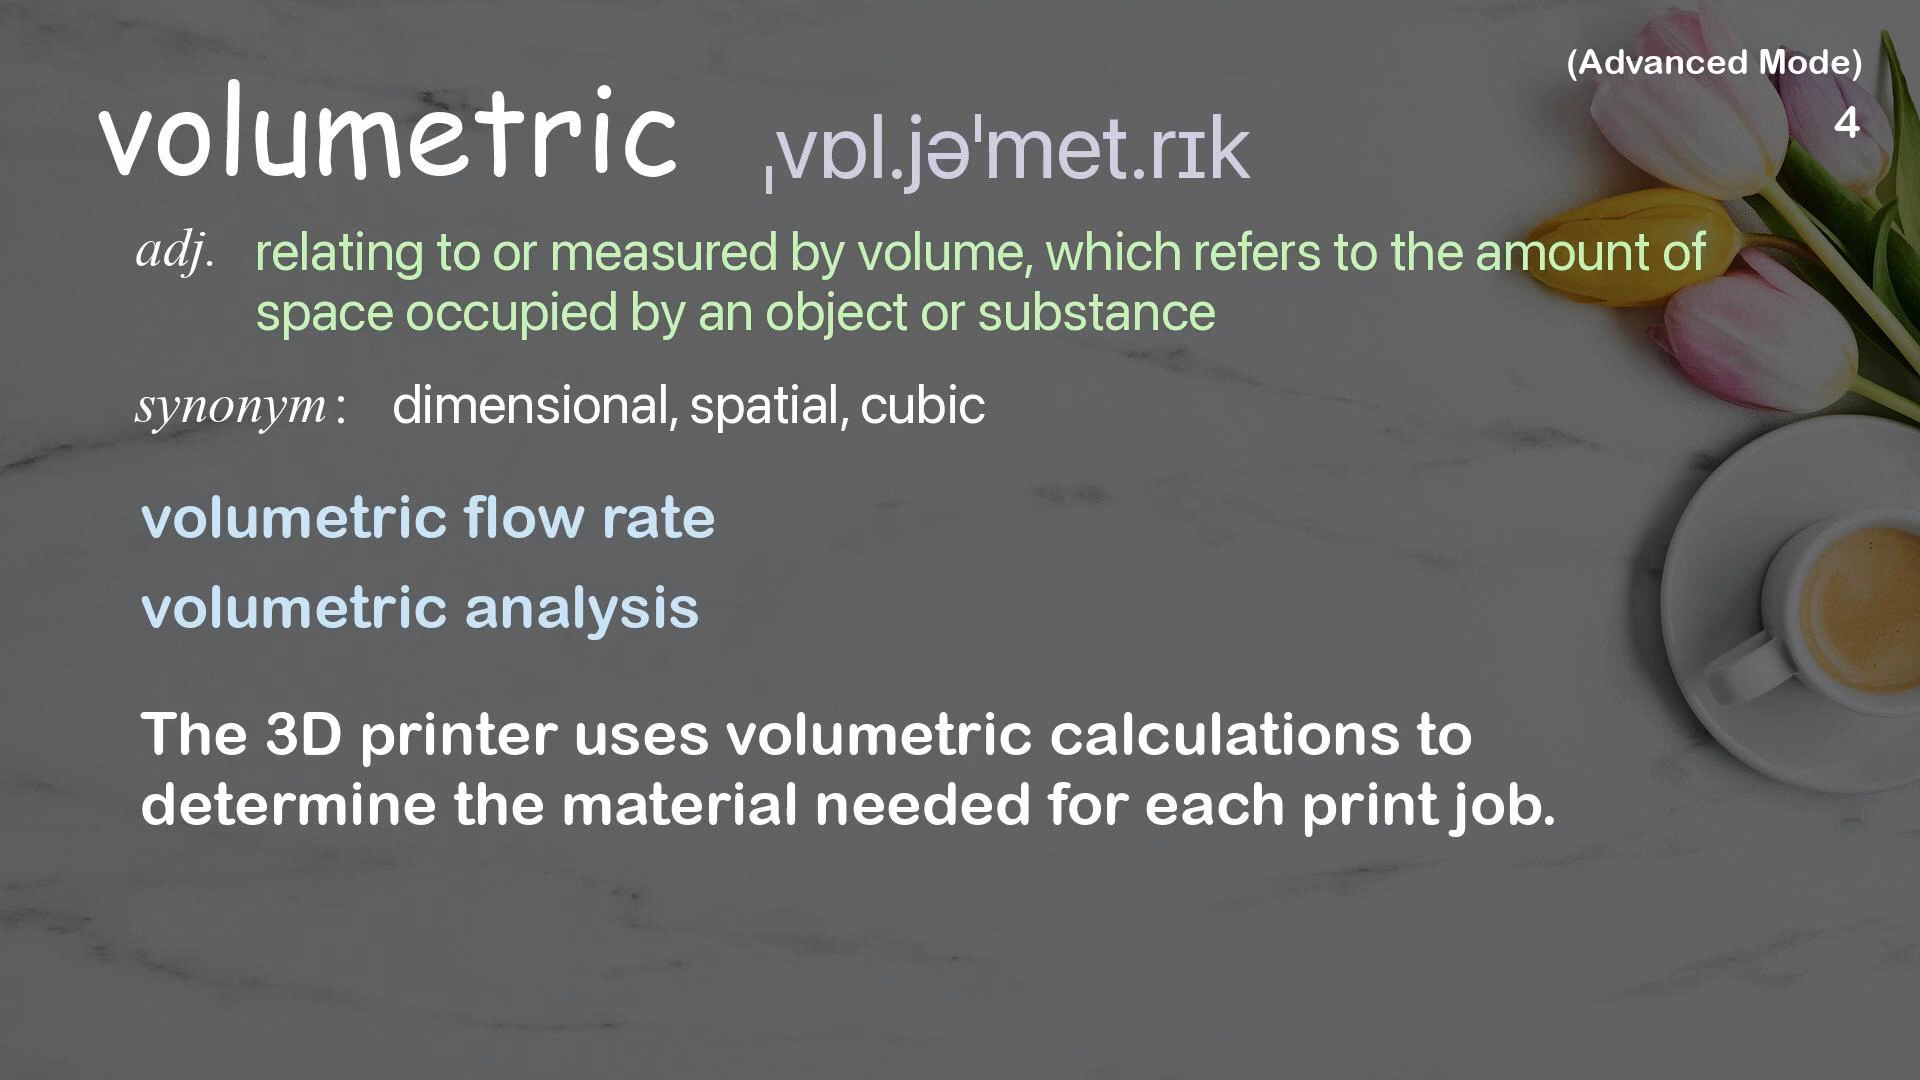 (Advanced Mode)
volumetric ˌvɒl.jəˈmet.rɪk
4
adj. relating to or measured by volume, which refers to the amount of
space occupied by an object or substance
synonym: dimensional, spatial, cubic
volumetric flow rate
volumetric analysis
The 3D printer uses volumetric calculations to
determine the material needed for each print job.